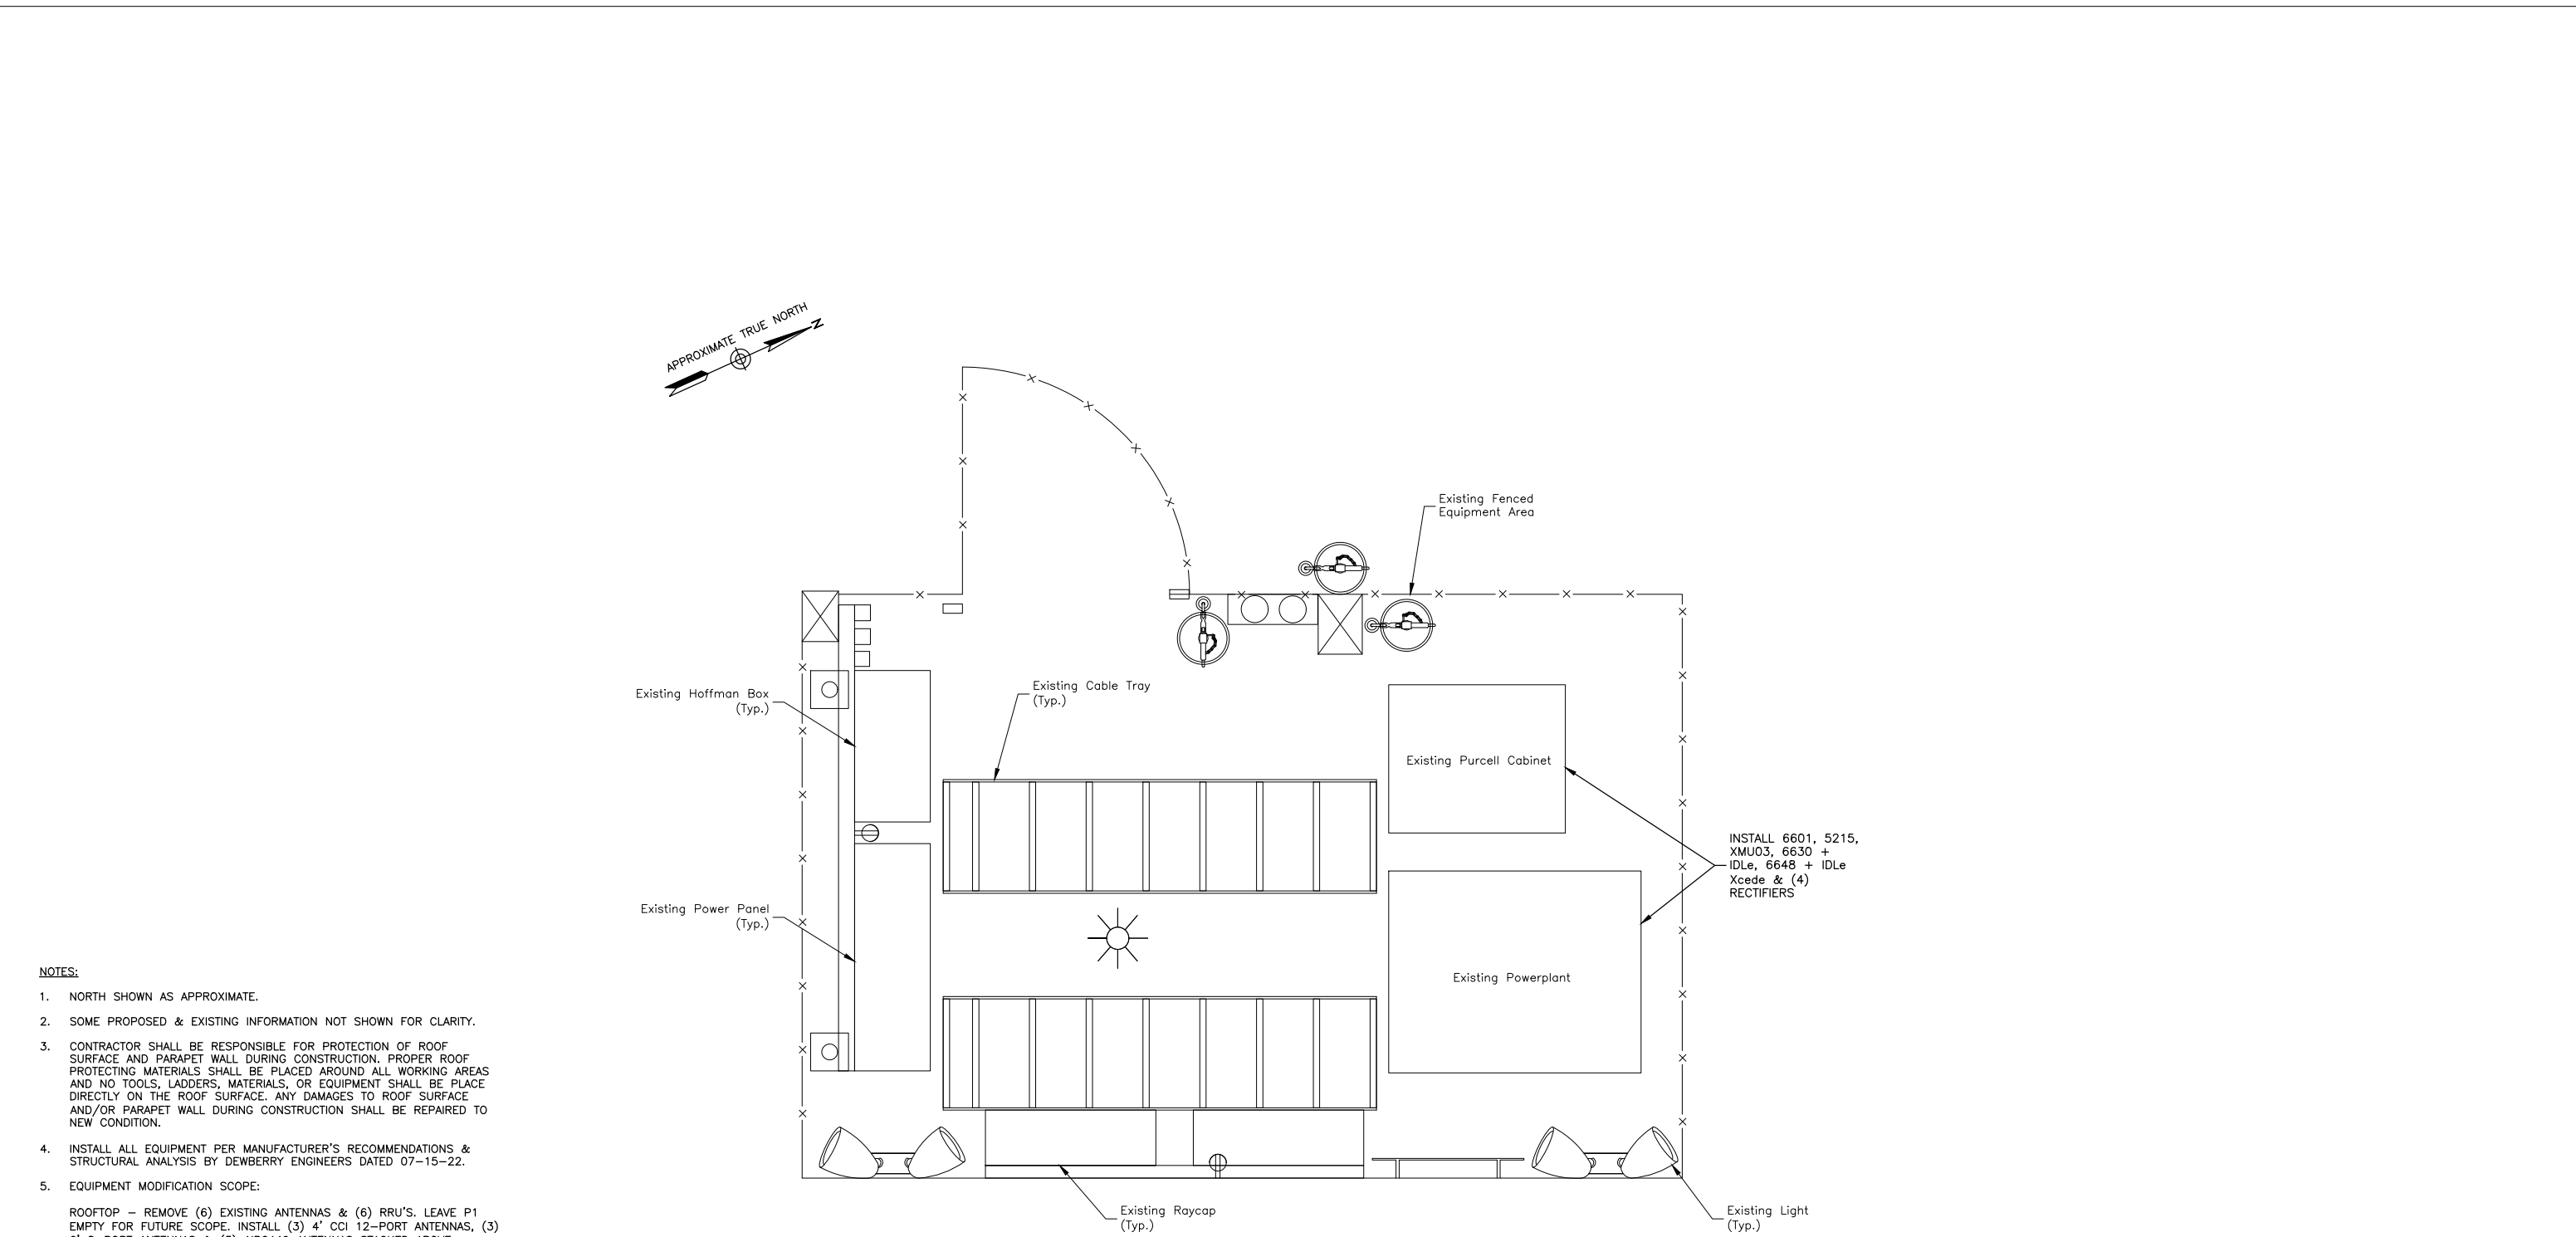 APPROXIMATE TRUE NORTH
N
Existing Fenced
Equipment Area
Existing Hoffman Box
(Typ.)
Existing Cable Tray
(Typ.)
Existing Purcell Cabinet
INSTALL 6601, 5215,
XMU03, 6630 +
IDLe, 6648 + IDLe
Xcede & (4)
RECTIFIERS
Existing Power Panel
(Typ.)
Existing Powerplant
Existing Raycap
(Typ.)
Existing Light
(Typ.)
NOTES:
1. NORTH SHOWN AS APPROXIMATE.
2. SOME PROPOSED & EXISTING INFORMATION NOT SHOWN FOR CLARITY.
3. CONTRACTOR SHALL BE RESPONSIBLE FOR PROTECTION OF ROOF
SURFACE AND PARAPET WALL DURING CONSTRUCTION. PROPER ROOF
PROTECTING MATERIALS SHALL BE PLACED AROUND ALL WORKING AREAS
AND NO TOOLS, LADDERS, MATERIALS, OR EQUIPMENT SHALL BE PLACE
DIRECTLY ON THE ROOF SURFACE. ANY DAMAGES TO ROOF SURFACE
AND/OR PARAPET WALL DURING CONSTRUCTION SHALL BE REPAIRED TO
NEW CONDITION.
4. INSTALL ALL EQUIPMENT PER MANUFACTURER'S RECOMMENDATIONS &
STRUCTURAL ANALYSIS BY DEWBERRY ENGINEERS DATED 07-15-22.
5. EQUIPMENT MODIFICATION SCOPE:
ROOFTOP – REMOVE (6) EXISTING ANTENNAS & (6) RRU'S. LEAVE P1
EMPTY FOR FUTURE SCOPE. INSTALL (3) 4' CCI 12-PORT ANTENNAS, (3)